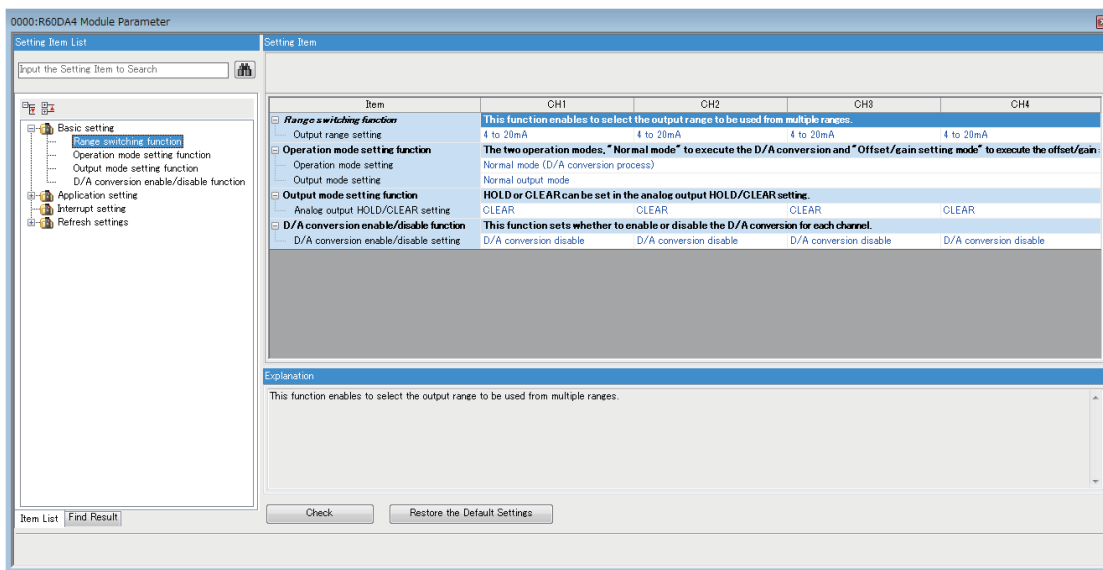 0000:R60DA4 Module Parameter
Setting Item List
Input the Setting Item to Search
Basic setting
Range switching function
Operation mode setting function
Output mode setting function
D/A conversion enable/disable function
Application setting
Interrupt setting
Refresh settings
Item List Find Result
Setting Item
Item CH1 CH2 CH3 CH4
Range switching function This function enables to select the output range to be used from multiple ranges.
Output range setting 4 to 20mA 4 to 20mA 4 to 20mA 4 to 20mA
Operation mode setting function The two operation modes, "Normal mode" to execute the D/A conversion and "Offset/gain setting mode" to execute the offset/gain
Operation mode setting Normal mode (D/A conversion process)
Output mode setting Normal output mode
Output mode setting function HOLD or CLEAR can be set in the analog output HOLD/CLEAR setting.
Analog output HOLD/CLEAR setting CLEAR CLEAR CLEAR CLEAR
D/A conversion enable/disable function This function sets whether to enable or disable the D/A conversion for each channel.
D/A conversion enable/disable setting D/A conversion disable D/A conversion disable D/A conversion disable D/A conversion disable
Explanation
This function enables to select the output range to be used from multiple ranges.
Check Restore the Default Settings